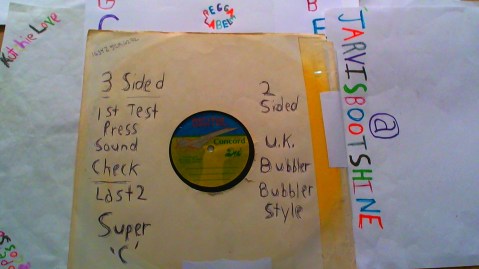 Kathie Love
REGGAE
LABEL
3 Sided
1st Test
Press
Sound
Check
Last 2
Super
'C'
Concord
2
Sided
U.K.
Bubbler
Bubbler
Style
JARVISBOOTSHINE
@